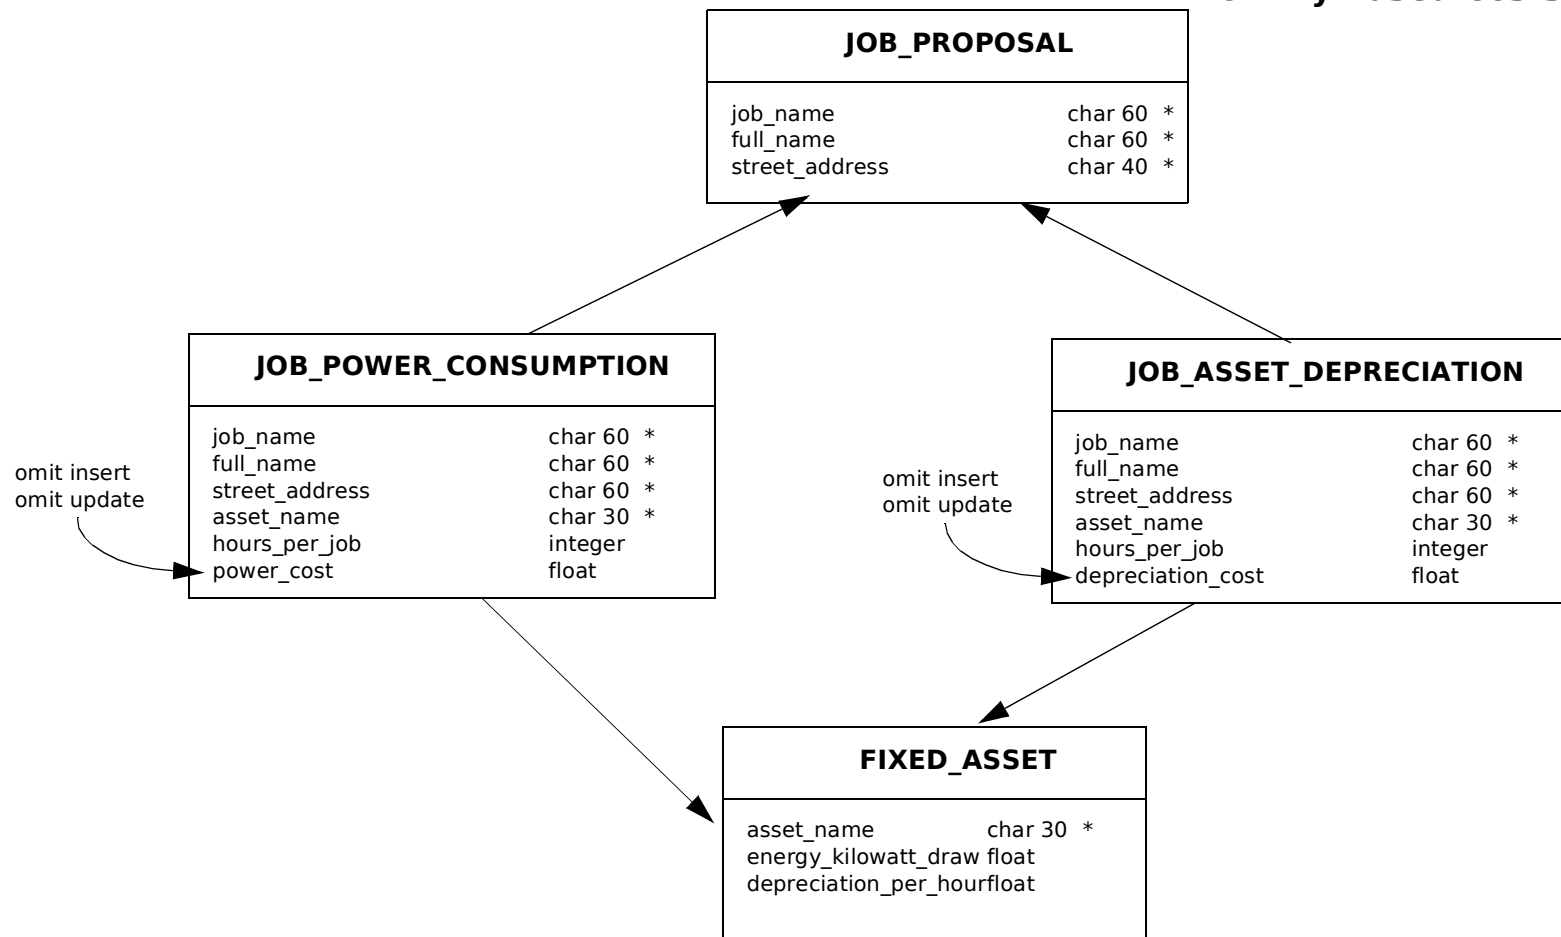 JOB_PROPOSAL
job_name char 60 *
full_name char 60 *
street_address char 40 *
JOB_POWER_CONSUMPTION
job_name char 60 *
full_name char 60 *
street_address char 60 *
asset_name char 30 *
hours_per_job integer
power_cost float
omit insert
omit update
JOB_ASSET_DEPRECIATION
job_name char 60 *
full_name char 60 *
street_address char 60 *
asset_name char 30 *
hours_per_job integer
depreciation_cost float
omit insert
omit update
FIXED_ASSET
asset_name char 30 *
energy_kilowatt_draw float
depreciation_per_hourfloat